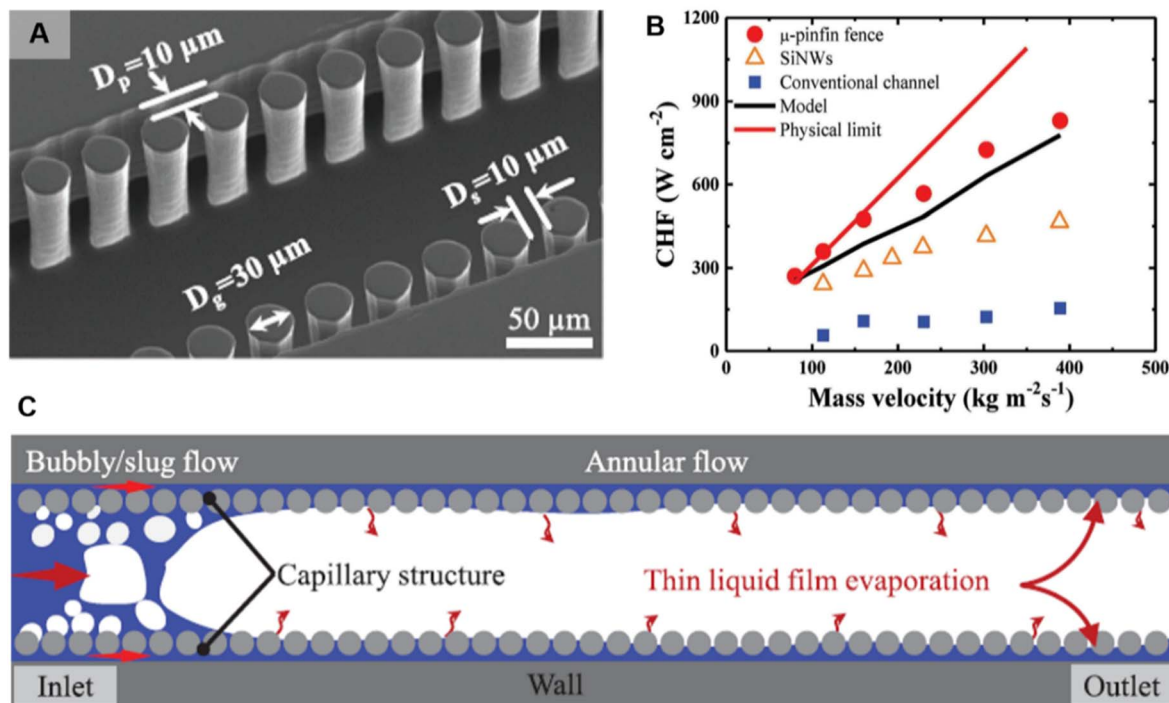 A
Dp=10 µm
Ds=10 µm
Dg=30 µm
50 µm
B
CHF (W cm-2)
1200
900
600
300
0
µ-pinfin fence
SiNWs
Conventional channel
Model
Physical limit
0 100 200 300 400 500
Mass velocity (kg m-2s-1)
C
Bubbly/slug flow
Annular flow
Capillary structure
Thin liquid film evaporation
Inlet
Wall
Outlet